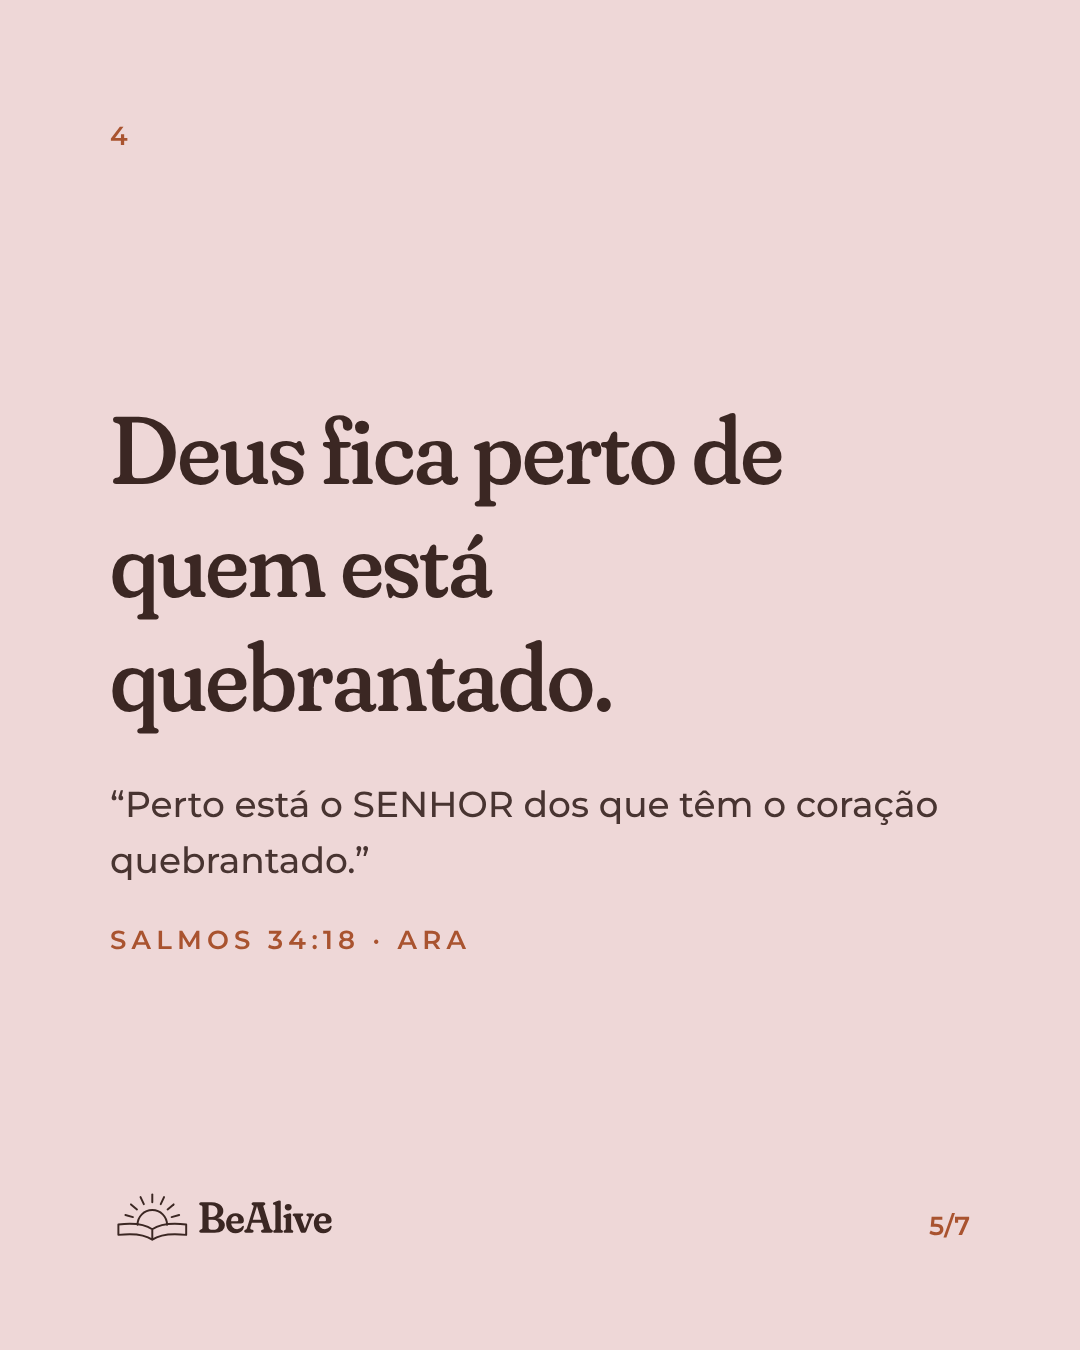 4
Deus fica perto de
quem está
quebrantado.
“Perto está o SENHOR dos que têm o coração
quebrantado.”
SALMOS 34:18 · ARA
BeAlive
5/7